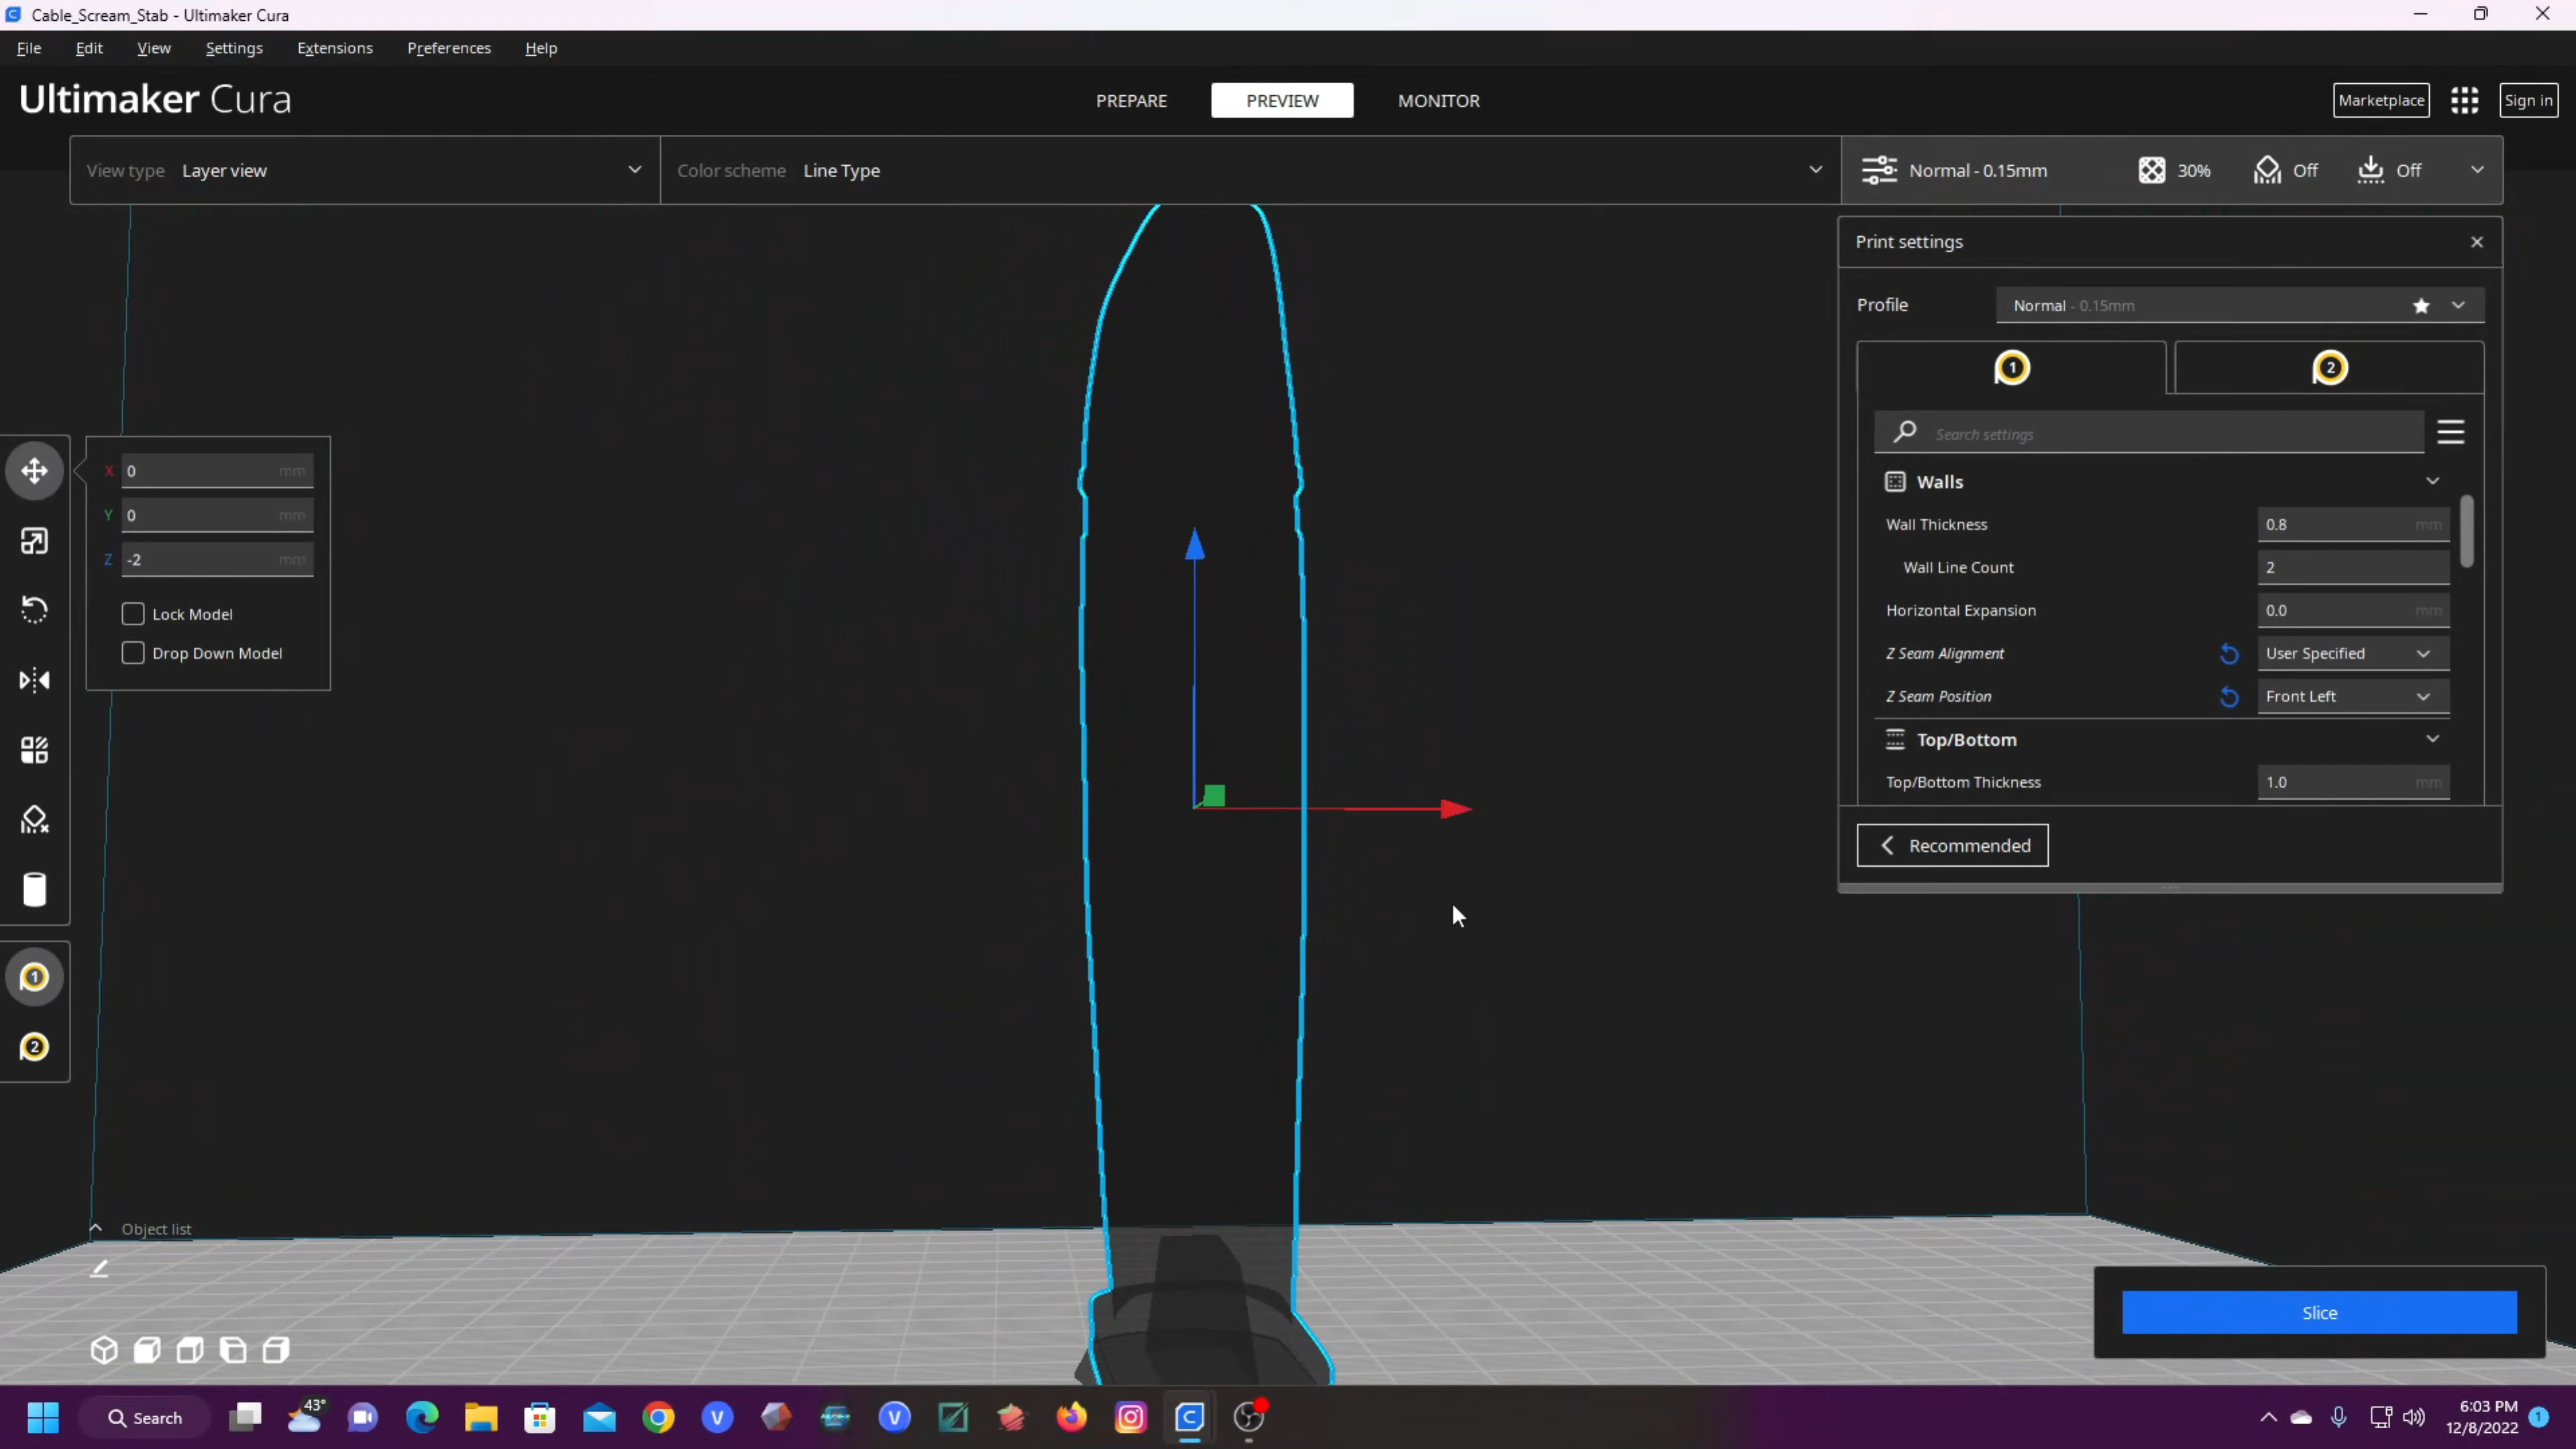 Cable_Scream_Stab - Ultimaker Cura
File Edit View Settings Extensions Preferences Help
Ultimaker Cura
PREPARE PREVIEW MONITOR
Marketplace Sign in
View type Layer view
Color scheme Line Type
Normal - 0.15mm 30% Off Off
Print settings
Profile Normal - 0.15mm
1 2
Search settings
Walls
Wall Thickness 0.8 mm
Wall Line Count 2
Horizontal Expansion 0.0 mm
Z Seam Alignment User Specified
Z Seam Position Front Left
Top/Bottom
Top/Bottom Thickness 1.0 mm
Recommended
X 0 mm
Y 0 mm
Z -2 mm
Lock Model
Drop Down Model
1
2
Object list
Slice
Search
43°
6:03 PM
12/8/2022
1